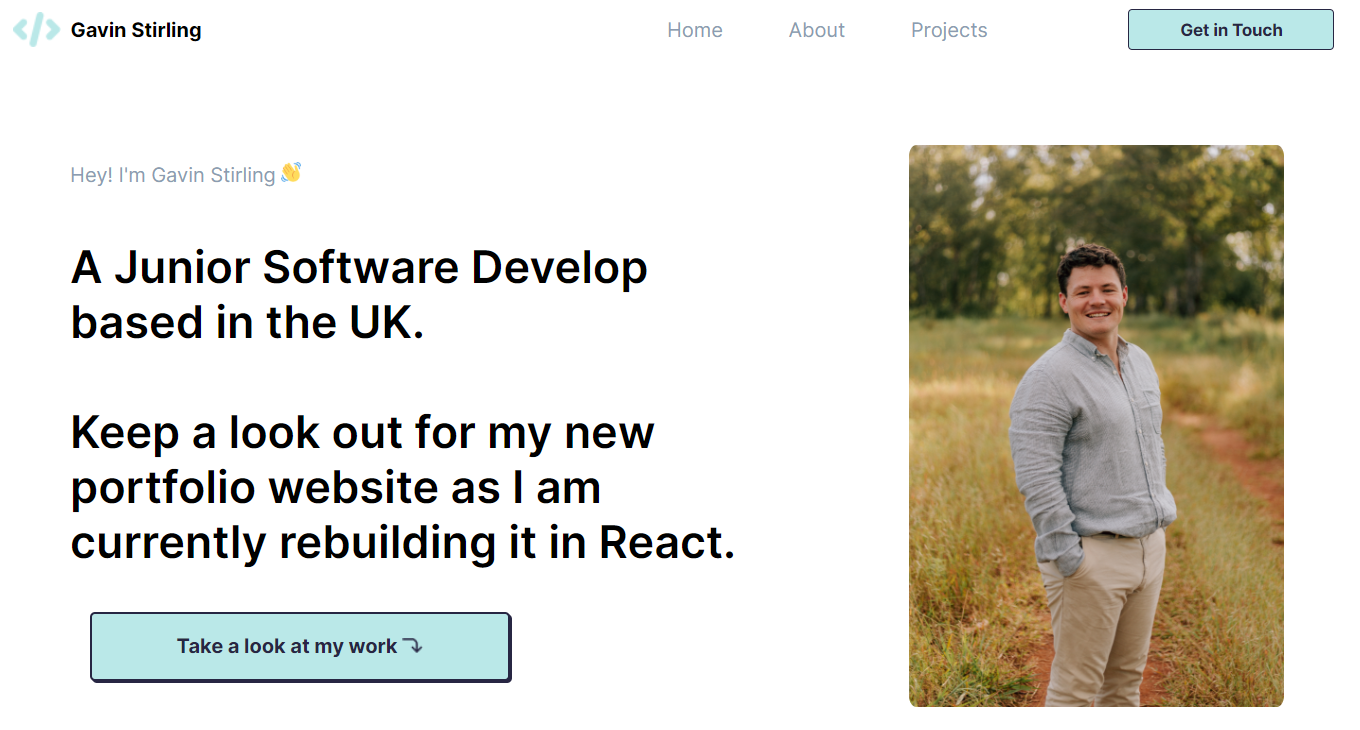 </> Gavin Stirling
Home About Projects Get in Touch
Hey! I'm Gavin Stirling 👋
A Junior Software Develop
based in the UK.
Keep a look out for my new
portfolio website as I am
currently rebuilding it in React.
Take a look at my work ⤵